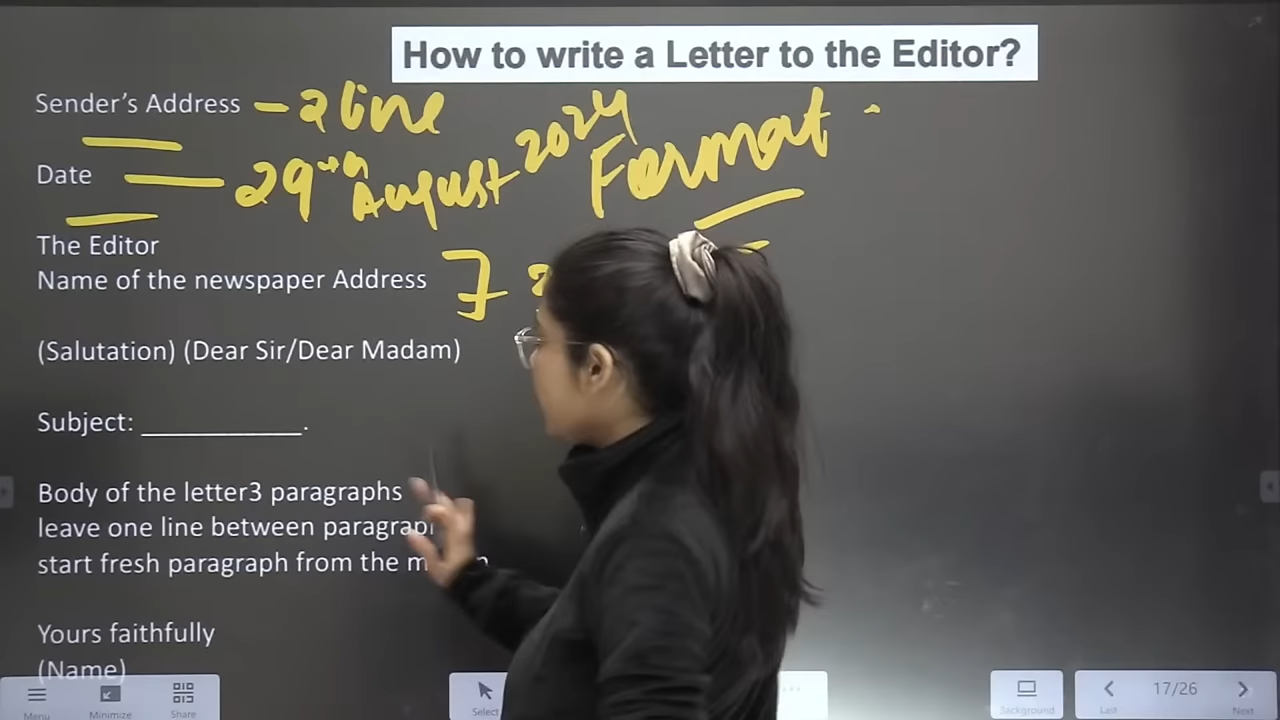 How to write a Letter to the Editor?
Sender's Address - 2 line
Date 29th August 2024
Format -
The Editor
Name of the newspaper Address 7
(Salutation) (Dear Sir/Dear Madam)
Subject: ___________.
Body of the letter3 paragraphs
leave one line between
start fresh paragraph from the
Yours faithfully
(Name)
Menu
Minimize
Share
Select
Background
Last
17/26
Next